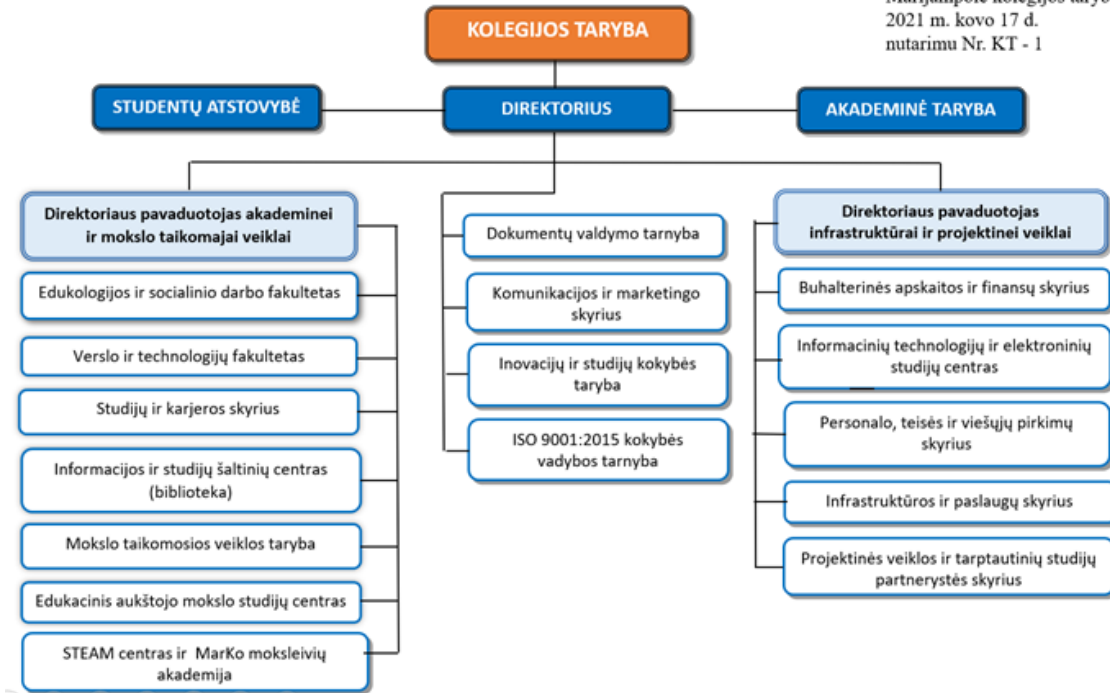 2021 m. kovo 17 d.
nutarimu Nr. KT - 1
KOLEGIJOS TARYBA
STUDENTŲ ATSTOVYBĖ
DIREKTORIUS
AKADEMINĖ TARYBA
Direktoriaus pavaduotojas akademinei
ir mokslo taikomajai veiklai
Edukologijos ir socialinio darbo fakultetas
Verslo ir technologijų fakultetas
Studijų ir karjeros skyrius
Informacijos ir studijų šaltinių centras
(biblioteka)
Mokslo taikomosios veiklos taryba
Edukacinis aukštojo mokslo studijų centras
STEAM centras ir MarKo moksleivių
akademija
Dokumentų valdymo tarnyba
Komunikacijos ir marketingo
skyrius
Inovacijų ir studijų kokybės
taryba
ISO 9001:2015 kokybės
vadybos tarnyba
Direktoriaus pavaduotojas
infrastruktūrai ir projektinei veiklai
Buhalterinės apskaitos ir finansų skyrius
Informacinių technologijų ir elektroninių
studijų centras
Personalo, teisės ir viešųjų pirkimų
skyrius
Infrastruktūros ir paslaugų skyrius
Projektinės veiklos ir tarptautinių studijų
partnerystės skyrius